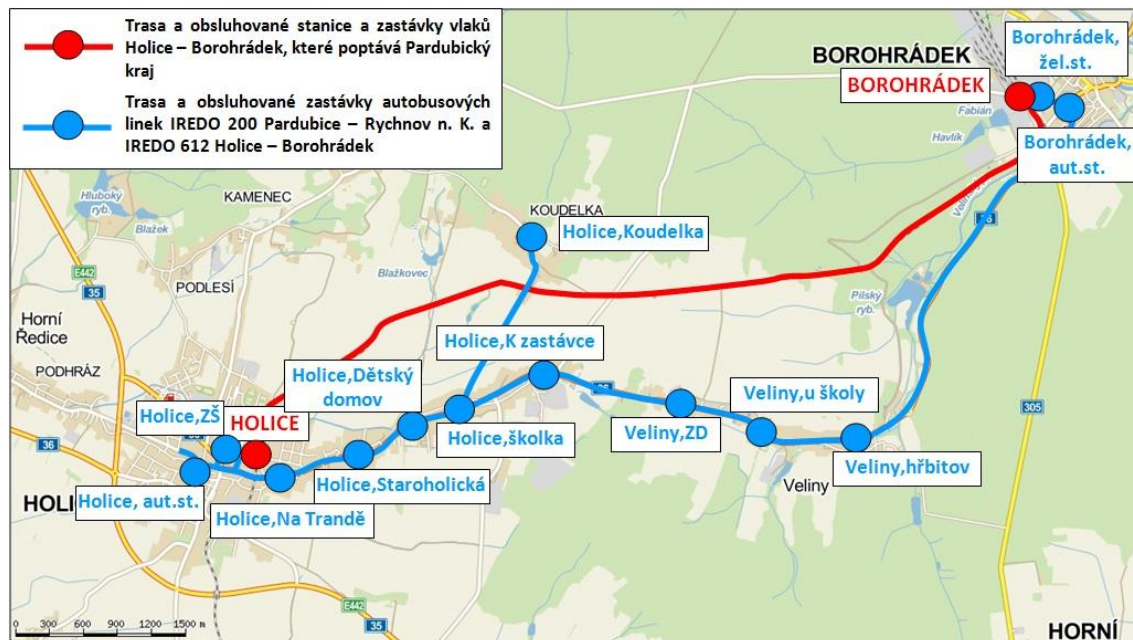 Trasa a obsluhované stanice a zastávky vlaků
Holice – Borohrádek, které poptává Pardubický
kraj
Trasa a obsluhované zastávky autobusových
linek IREDO 200 Pardubice – Rychnov n. K. a
IREDO 612 Holice – Borohrádek
BOROHRÁDEK
Borohrádek,
žel.st.
BOROHRÁDEK
Fabián
Havlík
Borohrádek,
aut.st.
36
Hluboký
ryb.
Blažek
KAMENEC
KOUDELKA
Holice,Koudelka
E442
35
Blažkovec
PODLESÍ
Pilský
ryb.
Horní
Ředice
PODHRÁZ
Holice,K zastávce
Holice,Dětský
domov
36
Veliny,u školy
305
Holice,ZŠ
HOLICE
36
Holice,školka
Veliny,ZD
Holice, aut.st.
Holice,Staroholická
Veliny,hřbitov
HOLI
Holice,Na Trandě
Veliny
E442
35
0 300 600 900 1200 1500 m
HORNÍ